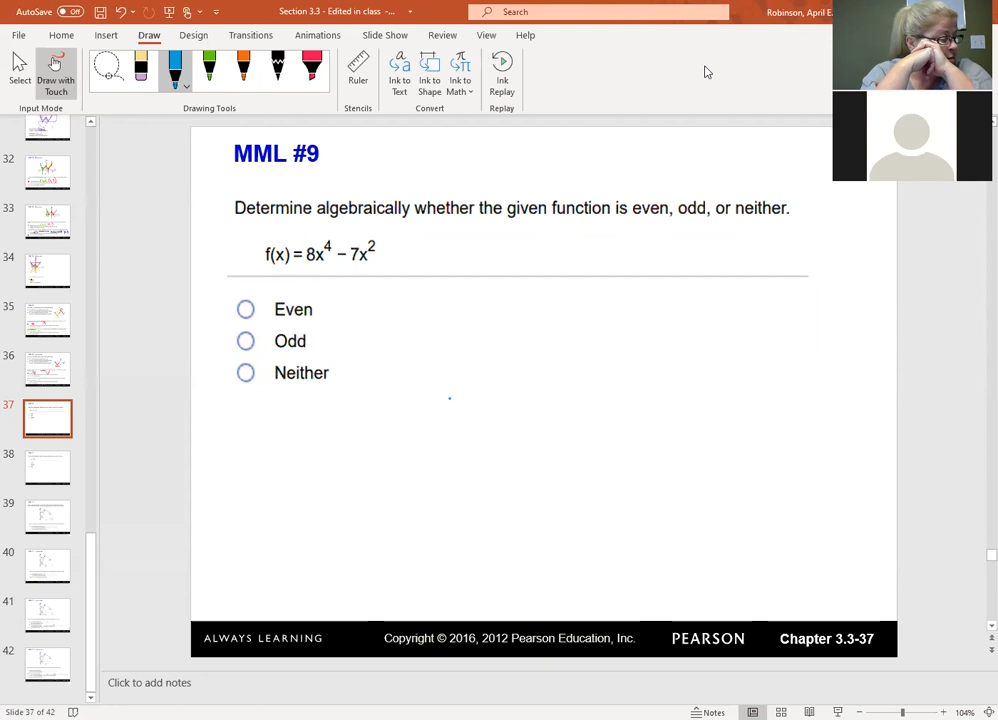 AutoSave Off
Section 3.3 - Edited in class -...
Search
Robinson, April E.
File Home Insert Draw Design Transitions Animations Slide Show Review View Help
Select
Draw with Touch
Input Mode
Drawing Tools
Ruler
Stencils
Ink to Text
Ink to Shape
Ink to Math
Convert
Ink Replay
Replay
32
33
34
35
36
37
38
39
40
41
42
MML #9
Determine algebraically whether the given function is even, odd, or neither.
f(x) = 8x⁴ − 7x²
Even
Odd
Neither
ALWAYS LEARNING Copyright © 2016, 2012 Pearson Education, Inc. PEARSON Chapter 3.3-37
Click to add notes
Slide 37 of 42 Notes 104%